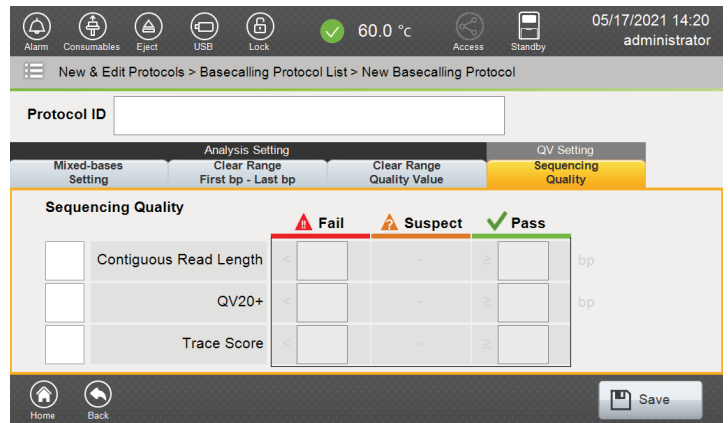 60.0 °c
05/17/2021 14:20
administrator
Alarm Consumables Eject USB Lock Access Standby
New & Edit Protocols > Basecalling Protocol List > New Basecalling Protocol
Protocol ID
Analysis Setting QV Setting
Mixed-bases Setting
Clear Range First bp - Last bp
Clear Range Quality Value
Sequencing Quality
Sequencing Quality
Fail Suspect Pass
Contiguous Read Length < - ≥ bp
QV20+ < - ≥ bp
Trace Score < - ≥
Save
Home Back